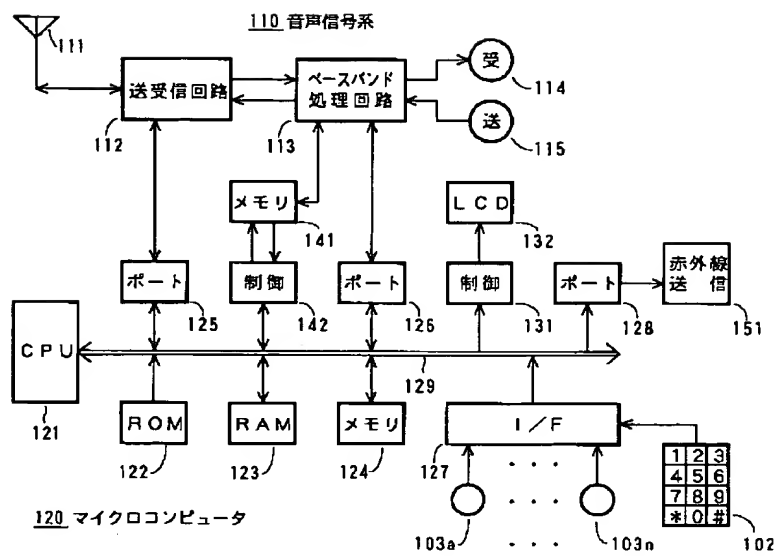 110 音声信号系
111
送受信回路
112
ベースバンド
処理回路
113
受
114
送
115
メモリ
141
LCD
132
ポート
125
制御
142
ポート
126
制御
131
ポート
128
赤外線
送信
151
CPU
121
129
ROM
122
RAM
123
メモリ
124
I/F
127
1 2 3
4 5 6
7 8 9
* 0 #
102
103a
103n
120 マイクロコンピュータ